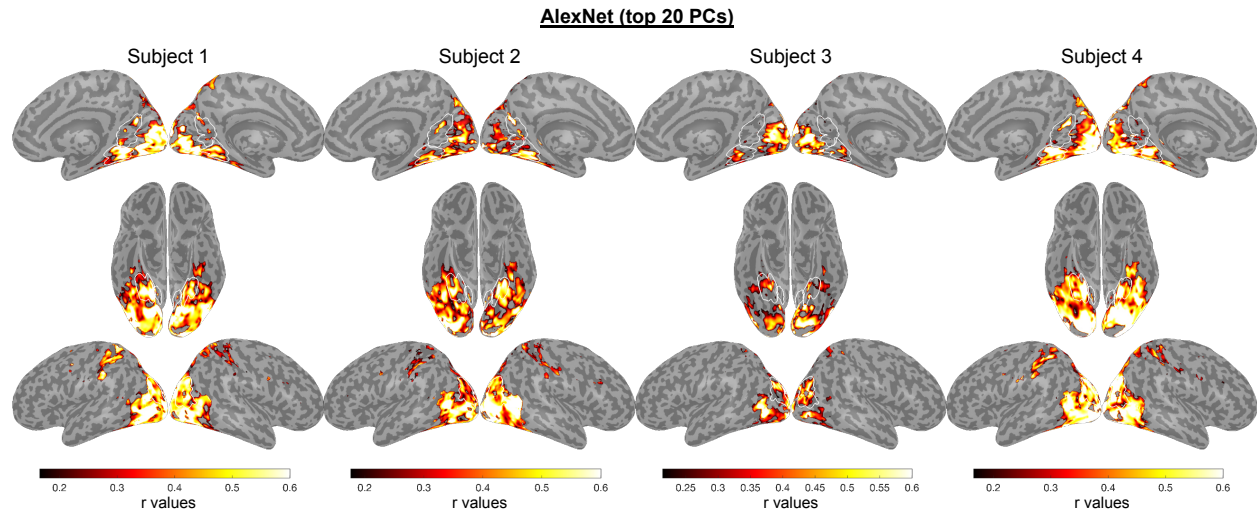 AlexNet (top 20 PCs)
Subject 1 Subject 2 Subject 3 Subject 4
0.2 0.3 0.4 0.5 0.6 0.2 0.3 0.4 0.5 0.6 0.25 0.3 0.35 0.4 0.45 0.5 0.55 0.6 0.2 0.3 0.4 0.5 0.6
r values r values r values r values